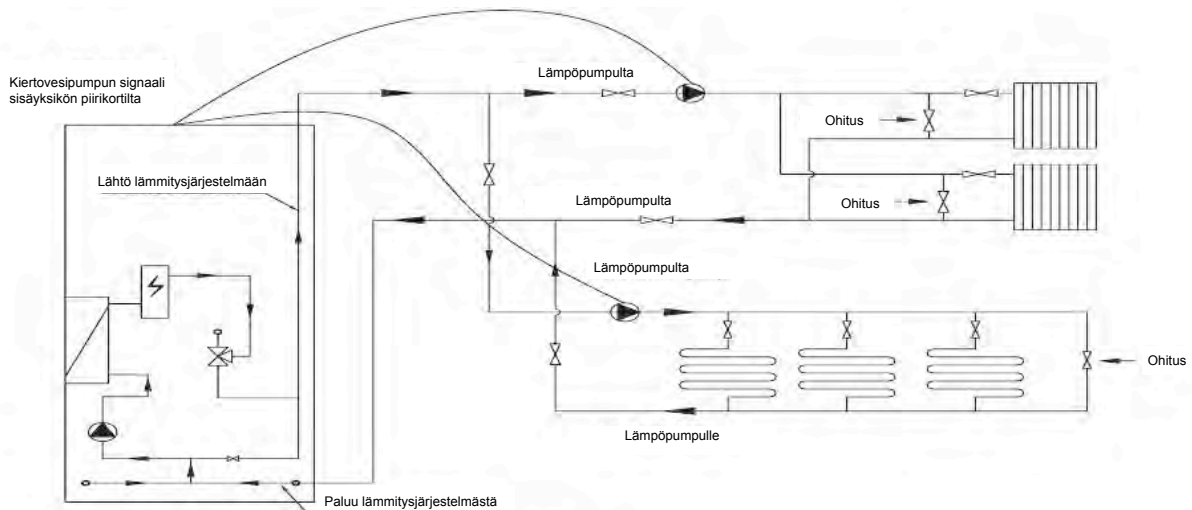 Kiertovesipumpun signaali
sisäyksikön piirikortilta
Lämpöpumpulta
Ohitus
Lähtö lämmitysjärjestelmään
Lämpöpumpulta
Ohitus
Lämpöpumpulta
Ohitus
Lämpöpumpulle
Paluu lämmitysjärjestelmästä